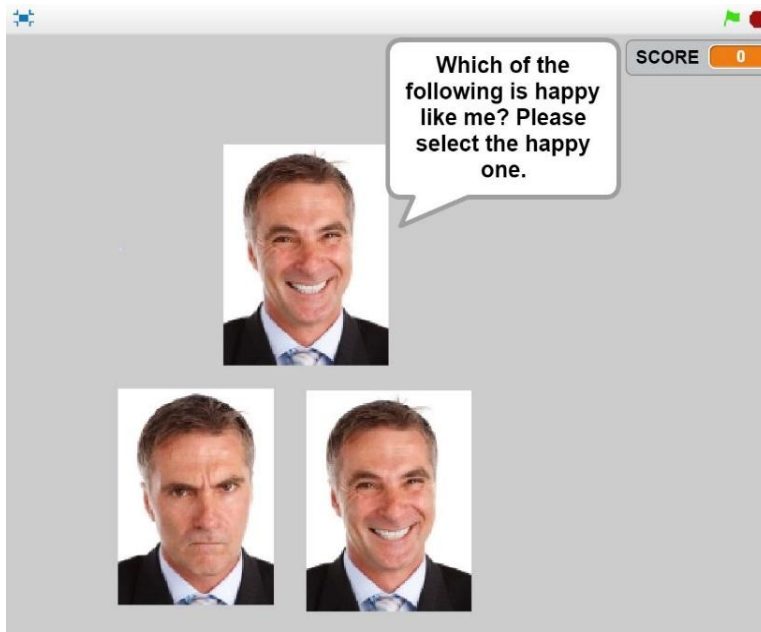 Which of the
following is happy
like me? Please
select the happy
one.
SCORE 0